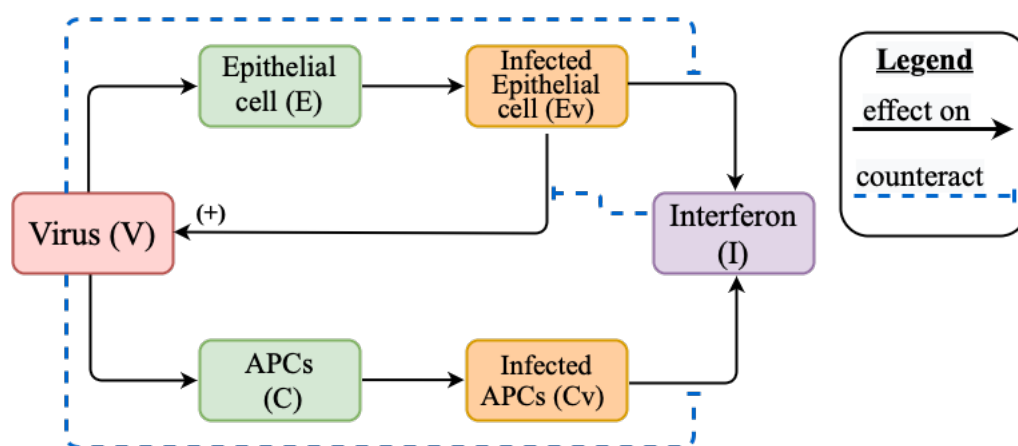 Epithelial
cell (E)
Infected
Epithelial
cell (Ev)
Legend
effect on
counteract
(+)
Virus (V)
Interferon
(I)
APCs
(C)
Infected
APCs (Cv)